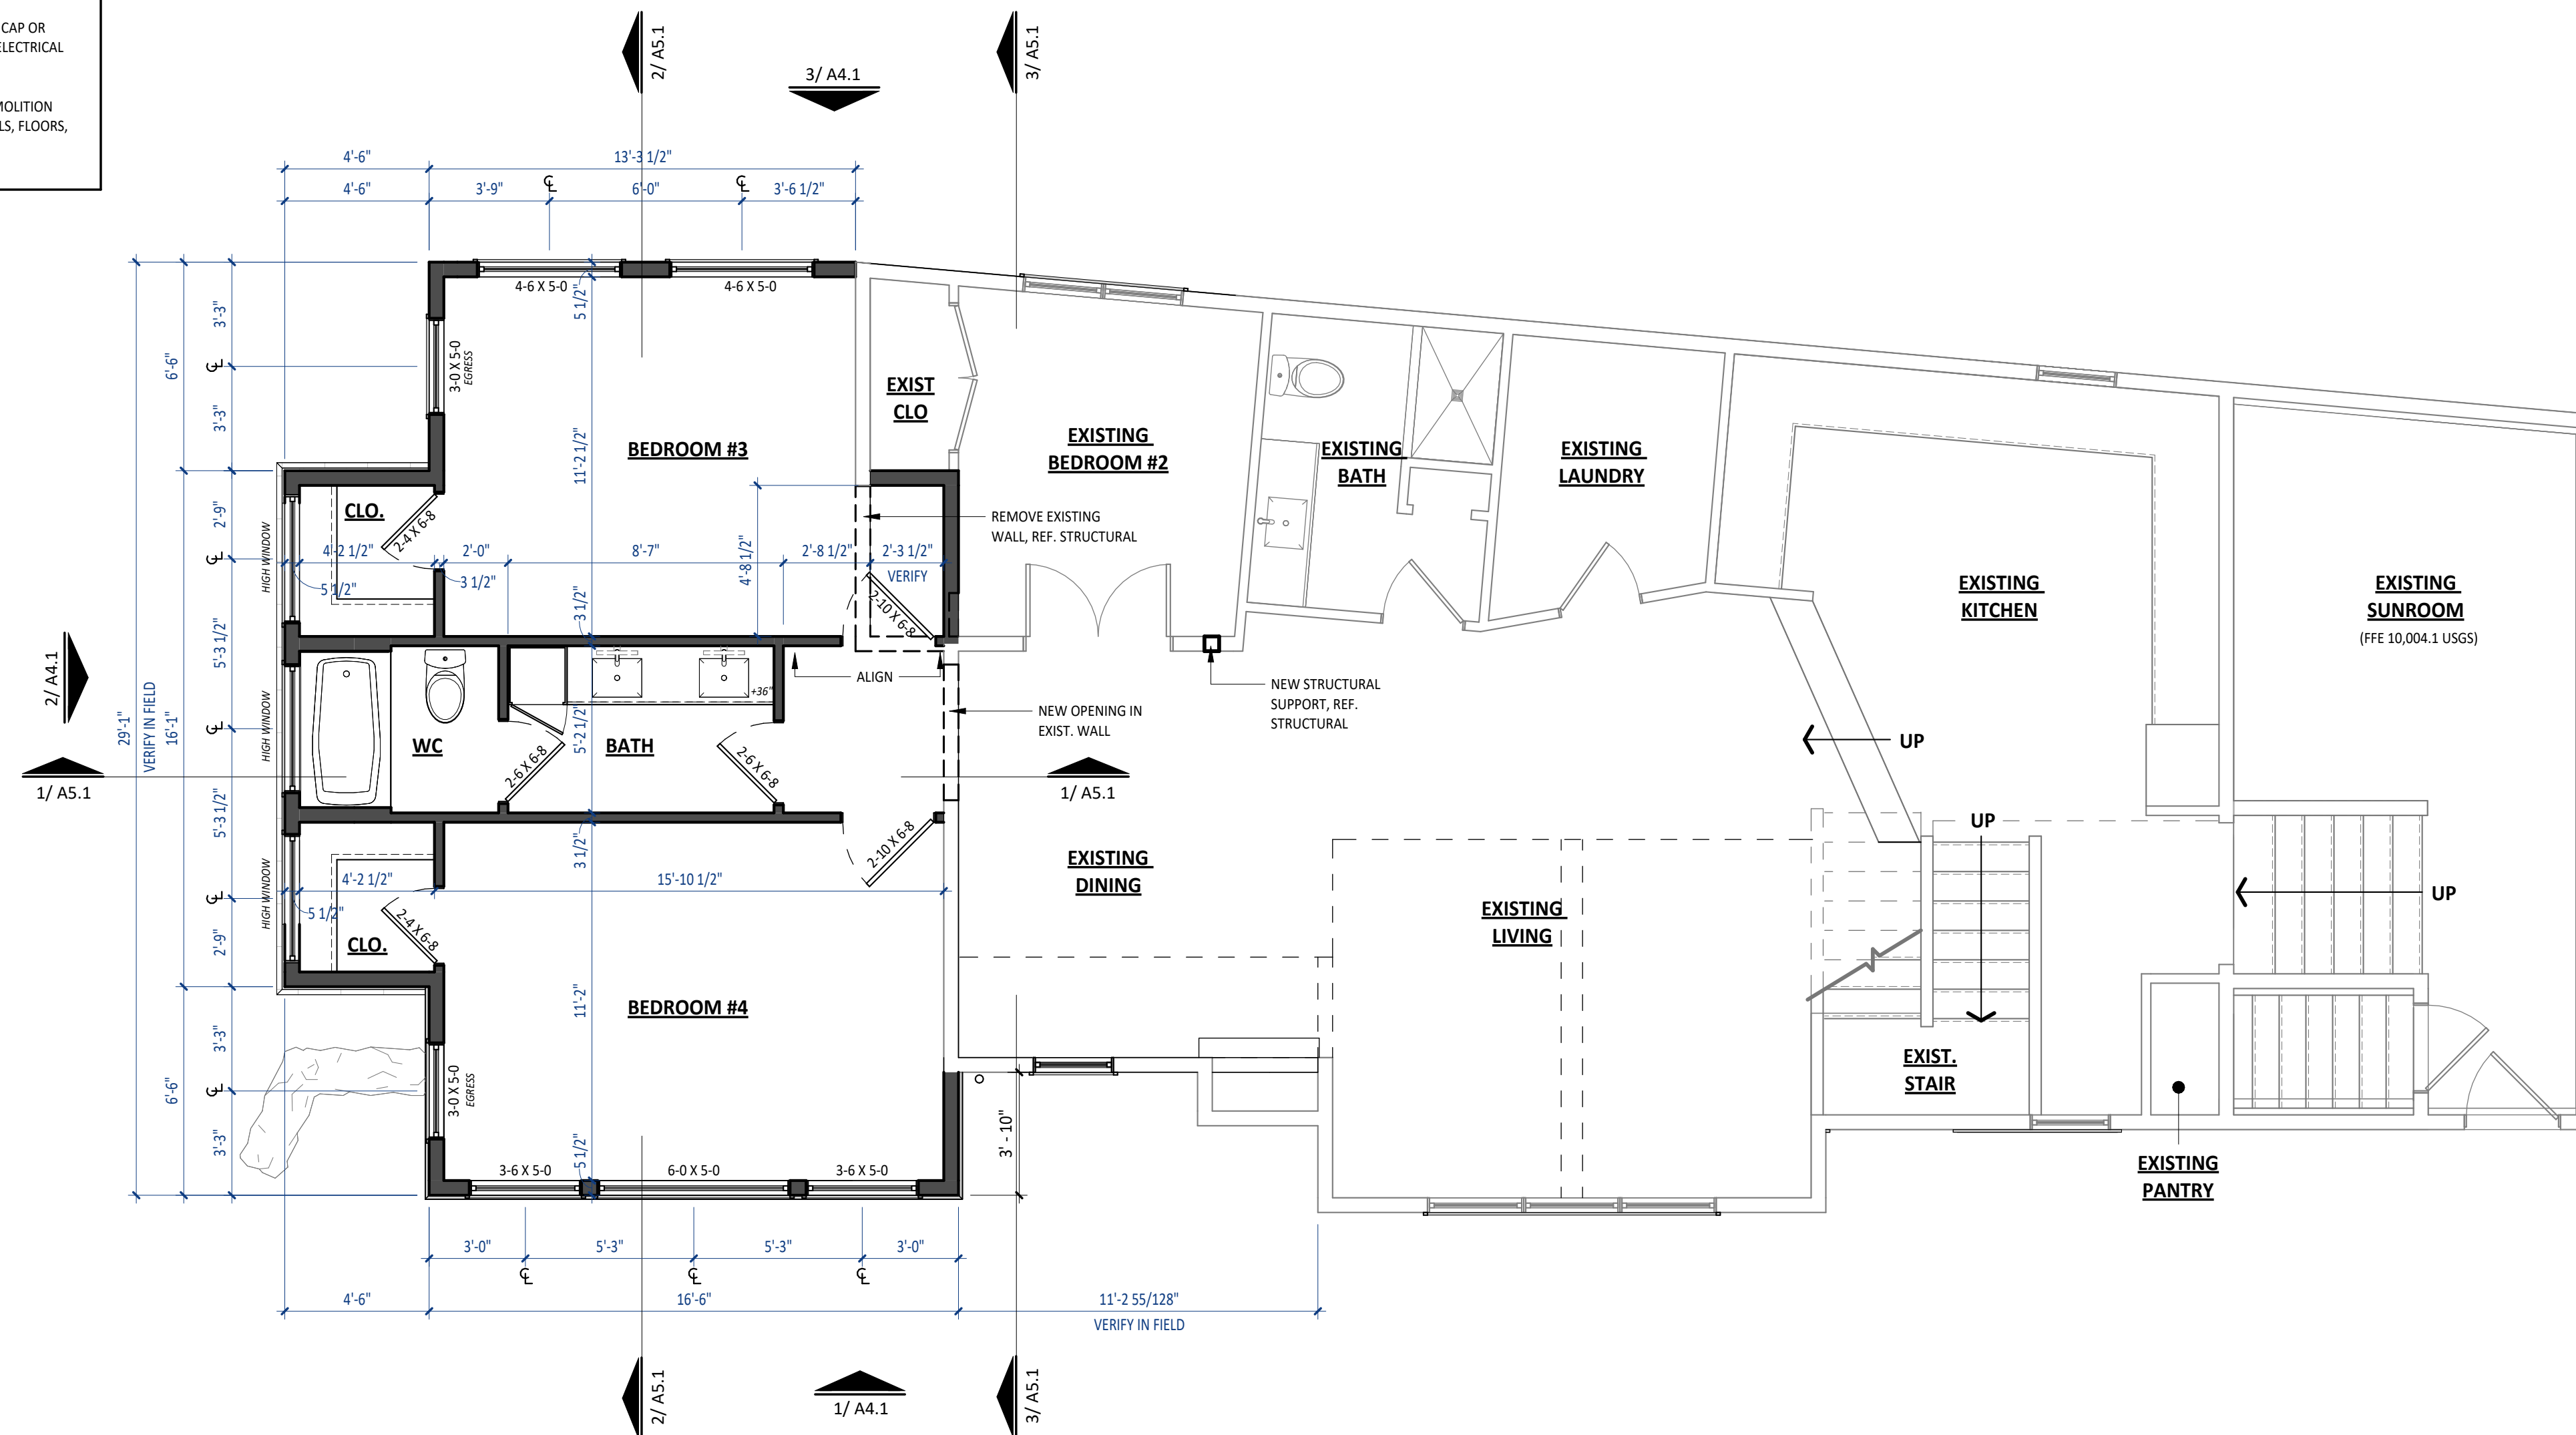 CAP OR
ELECTRICAL
MOLITION
LS, FLOORS,
2/ A5.1
3/ A5.1
3/ A4.1
4'-6"
13'-3 1/2"
4'-6"
3'-9"
6'-0"
3'-6 1/2"
4-6 X 5-0
4-6 X 5-0
5 1/2"
3'-3"
6'-6"
3'-3"
3-0 X 5-0
EGRESS
BEDROOM #3
11'-2 1/2"
EXIST
CLO
EXISTING
BEDROOM #2
EXISTING
BATH
EXISTING
LAUNDRY
EXISTING
KITCHEN
EXISTING
SUNROOM
(FFE 10,004.1 USGS)
CLO.
2-4 X 6-8
2'-9"
HIGH WINDOW
4'-2 1/2"
5 1/2"
2'-0"
3 1/2"
8'-7"
4'-8 1/2"
2'-8 1/2"
2'-3 1/2"
VERIFY
2-10 X 6-8
3 1/2"
REMOVE EXISTING
WALL, REF. STRUCTURAL
5'-3 1/2"
2/ A4.1
29'-1"
VERIFY IN FIELD
16'-1"
HIGH WINDOW
WC
2-6 X 6-8
BATH
5'-2 1/2"
+36"
2-6 X 6-8
ALIGN
NEW OPENING IN
EXIST. WALL
NEW STRUCTURAL
SUPPORT, REF.
STRUCTURAL
UP
1/ A5.1
1/ A5.1
5'-3 1/2"
3 1/2"
2-10 X 6-8
UP
HIGH WINDOW
4'-2 1/2"
5 1/2"
15'-10 1/2"
2-4 X 6-8
CLO.
2'-9"
EXISTING
DINING
EXISTING
LIVING
UP
BEDROOM #4
11'-2"
3'-3"
6'-6"
3'-3"
3-0 X 5-0
EGRESS
EXIST.
STAIR
3' - 10"
5 1/2"
3-6 X 5-0
6-0 X 5-0
3-6 X 5-0
EXISTING
PANTRY
3'-0"
5'-3"
5'-3"
3'-0"
4'-6"
16'-6"
11'-2 55/128"
VERIFY IN FIELD
2/ A5.1
1/ A4.1
3/ A5.1